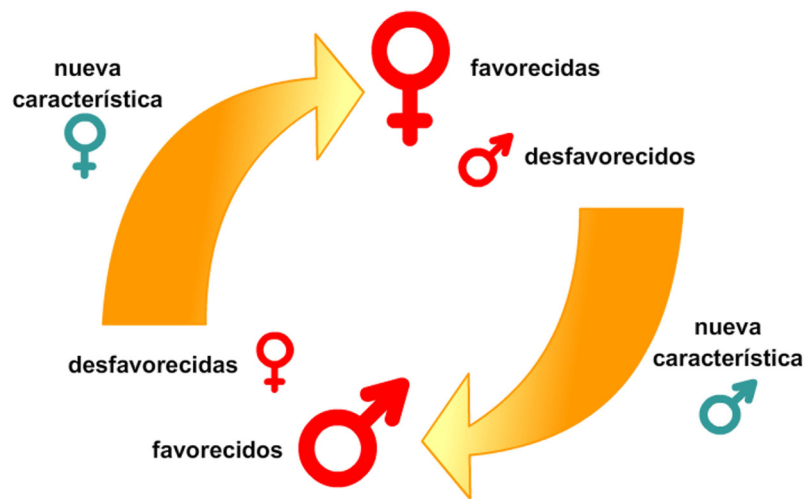 favorecidas
nueva
característica
desfavorecidos
nueva
característica
desfavorecidas
favorecidos